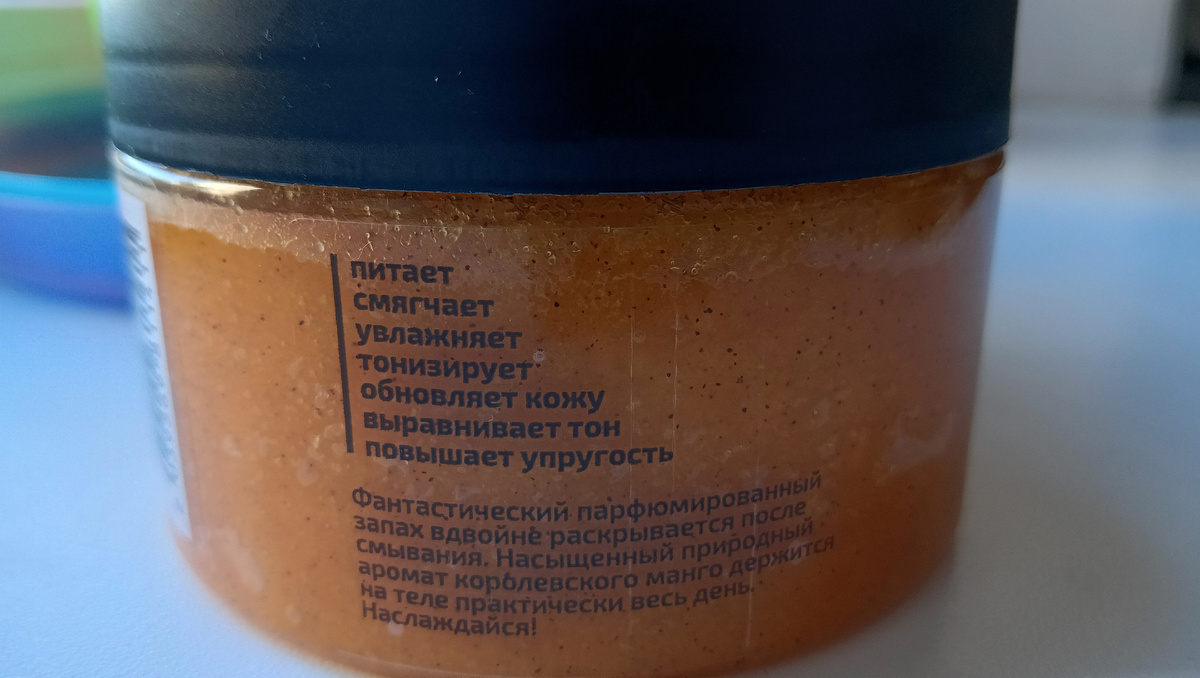 питает
смягчает
увлажняет
тонизирует
обновляет кожу
выравнивает тон
повышает упругость
Фантастический парфюмированный
запах вдвойне раскрывается после
смывания. Насыщенный природный
аромат королевского манго держится
на теле практически весь день.
Наслаждайся!